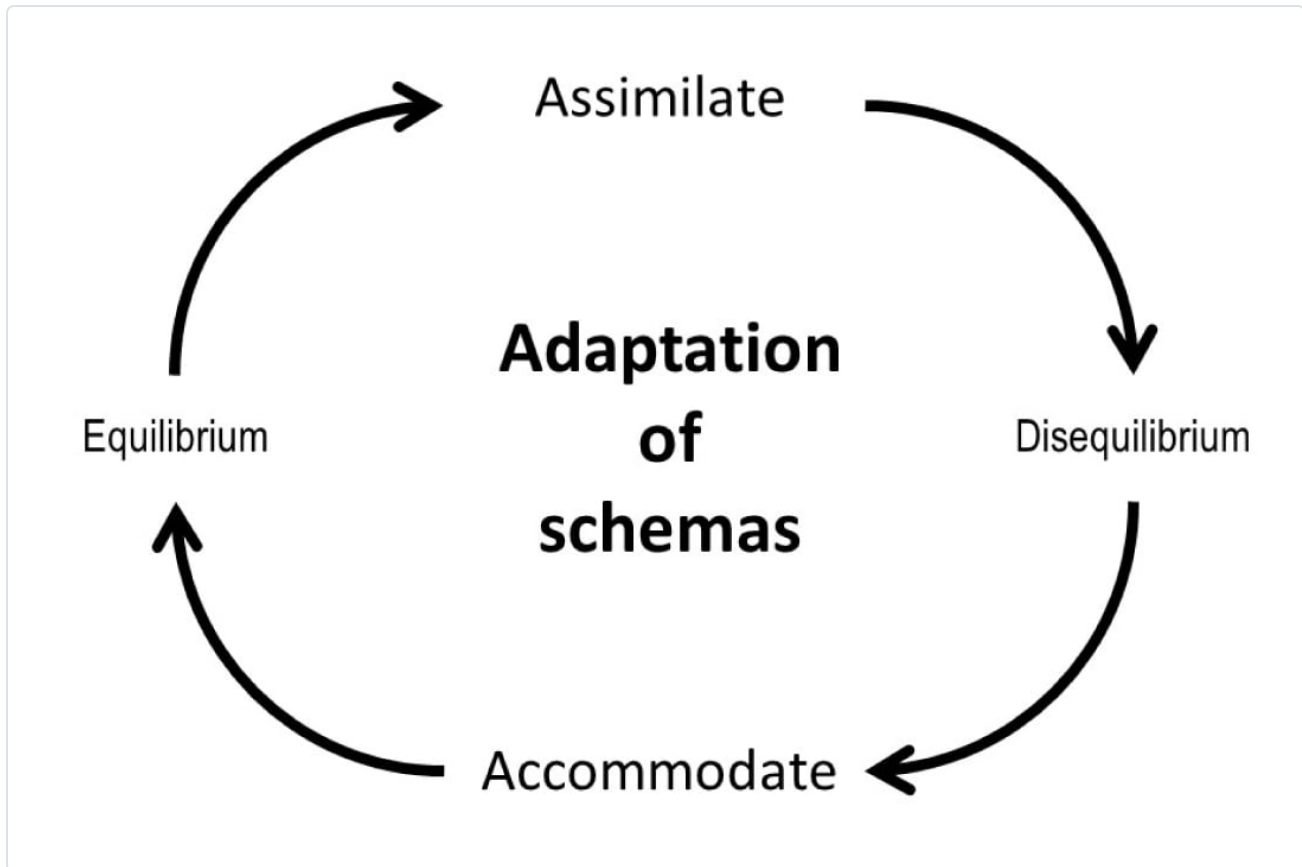 Assimilate
Adaptation
of
schemas
Equilibrium
Disequilibrium
Accommodate